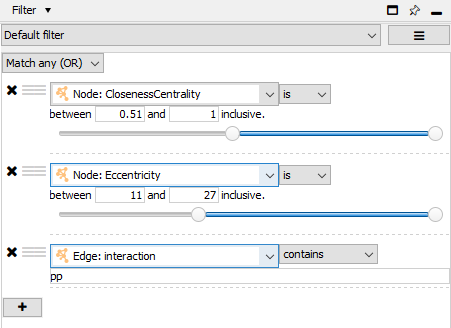 Filter
Default filter
Match any (OR)
Node: ClosenessCentrality is
between 0.51 and 1 inclusive.
Node: Eccentricity is
between 11 and 27 inclusive.
Edge: interaction contains
pp